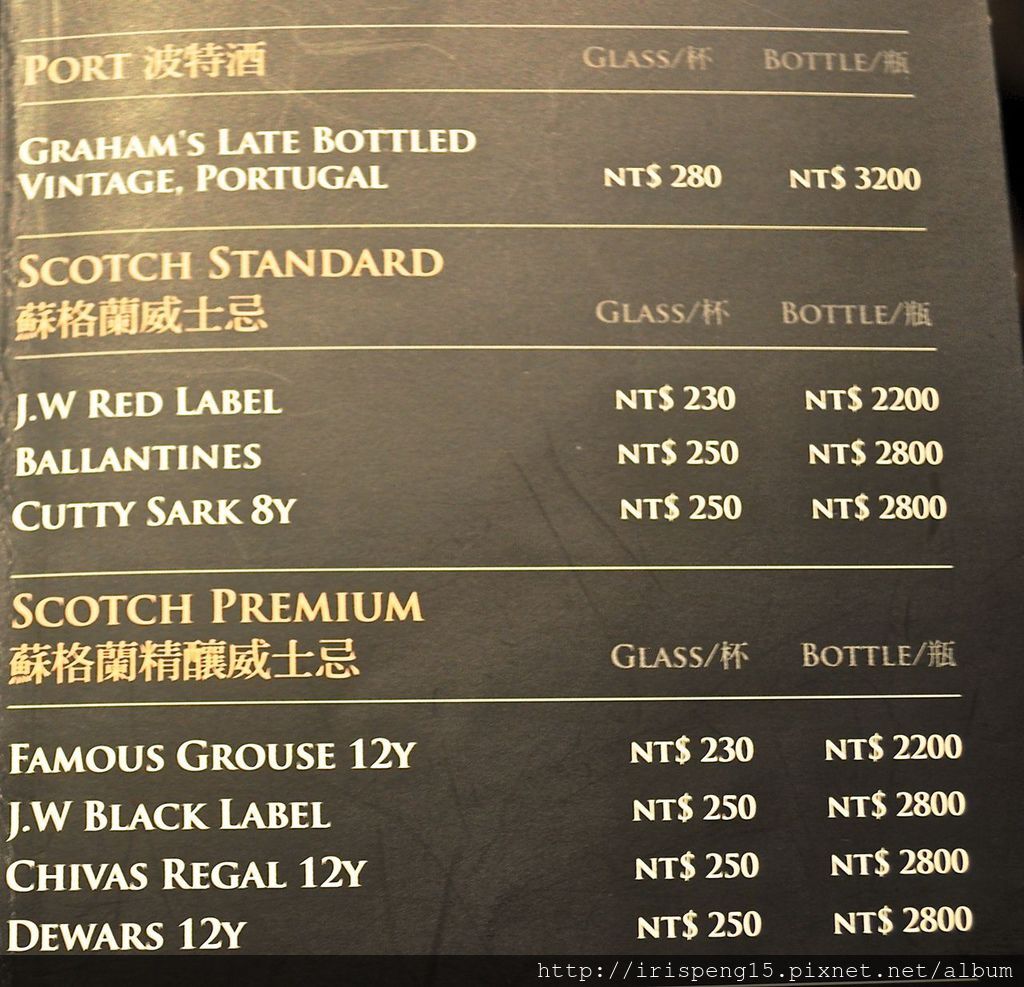 PORT 波特酒 GLASS/杯 BOTTLE/瓶
GRAHAM'S LATE BOTTLED
VINTAGE, PORTUGAL NT$ 280 NT$ 3200
SCOTCH STANDARD
蘇格蘭威士忌 GLASS/杯 BOTTLE/瓶
J.W RED LABEL NT$ 230 NT$ 2200
BALLANTINES NT$ 250 NT$ 2800
CUTTY SARK 8Y NT$ 250 NT$ 2800
SCOTCH PREMIUM
蘇格蘭精釀威士忌 GLASS/杯 BOTTLE/瓶
FAMOUS GROUSE 12Y NT$ 230 NT$ 2200
J.W BLACK LABEL NT$ 250 NT$ 2800
CHIVAS REGAL 12Y NT$ 250 NT$ 2800
DEWARS 12Y NT$ 250 NT$ 2800
http://irispeng15.pixnet.net/album